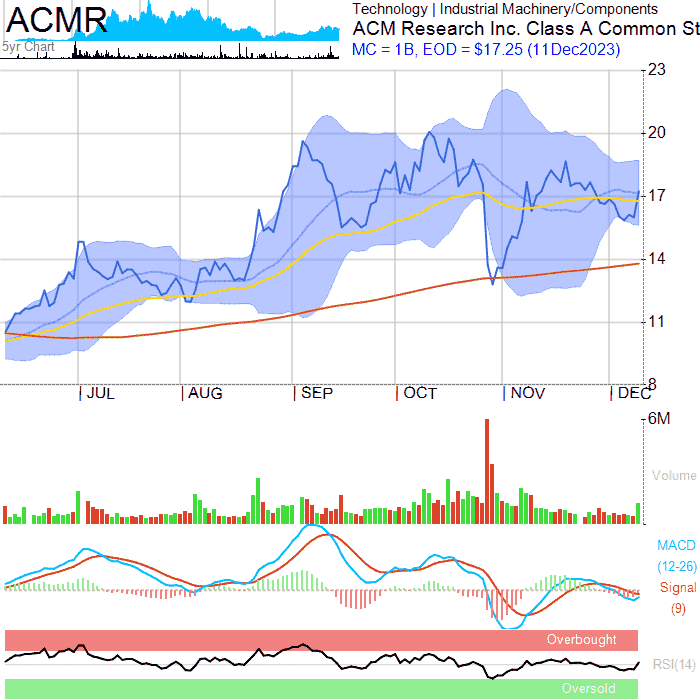 ACMR
5yr Chart
Technology | Industrial Machinery/Components
ACM Research Inc. Class A Common St
MC = 1B, EOD = $17.25 (11Dec2023)
23
20
17
14
11
8
JUL AUG SEP OCT NOV DEC
6M
Volume
MACD
(12-26)
Signal
(9)
Overbought
RSI(14)
Oversold